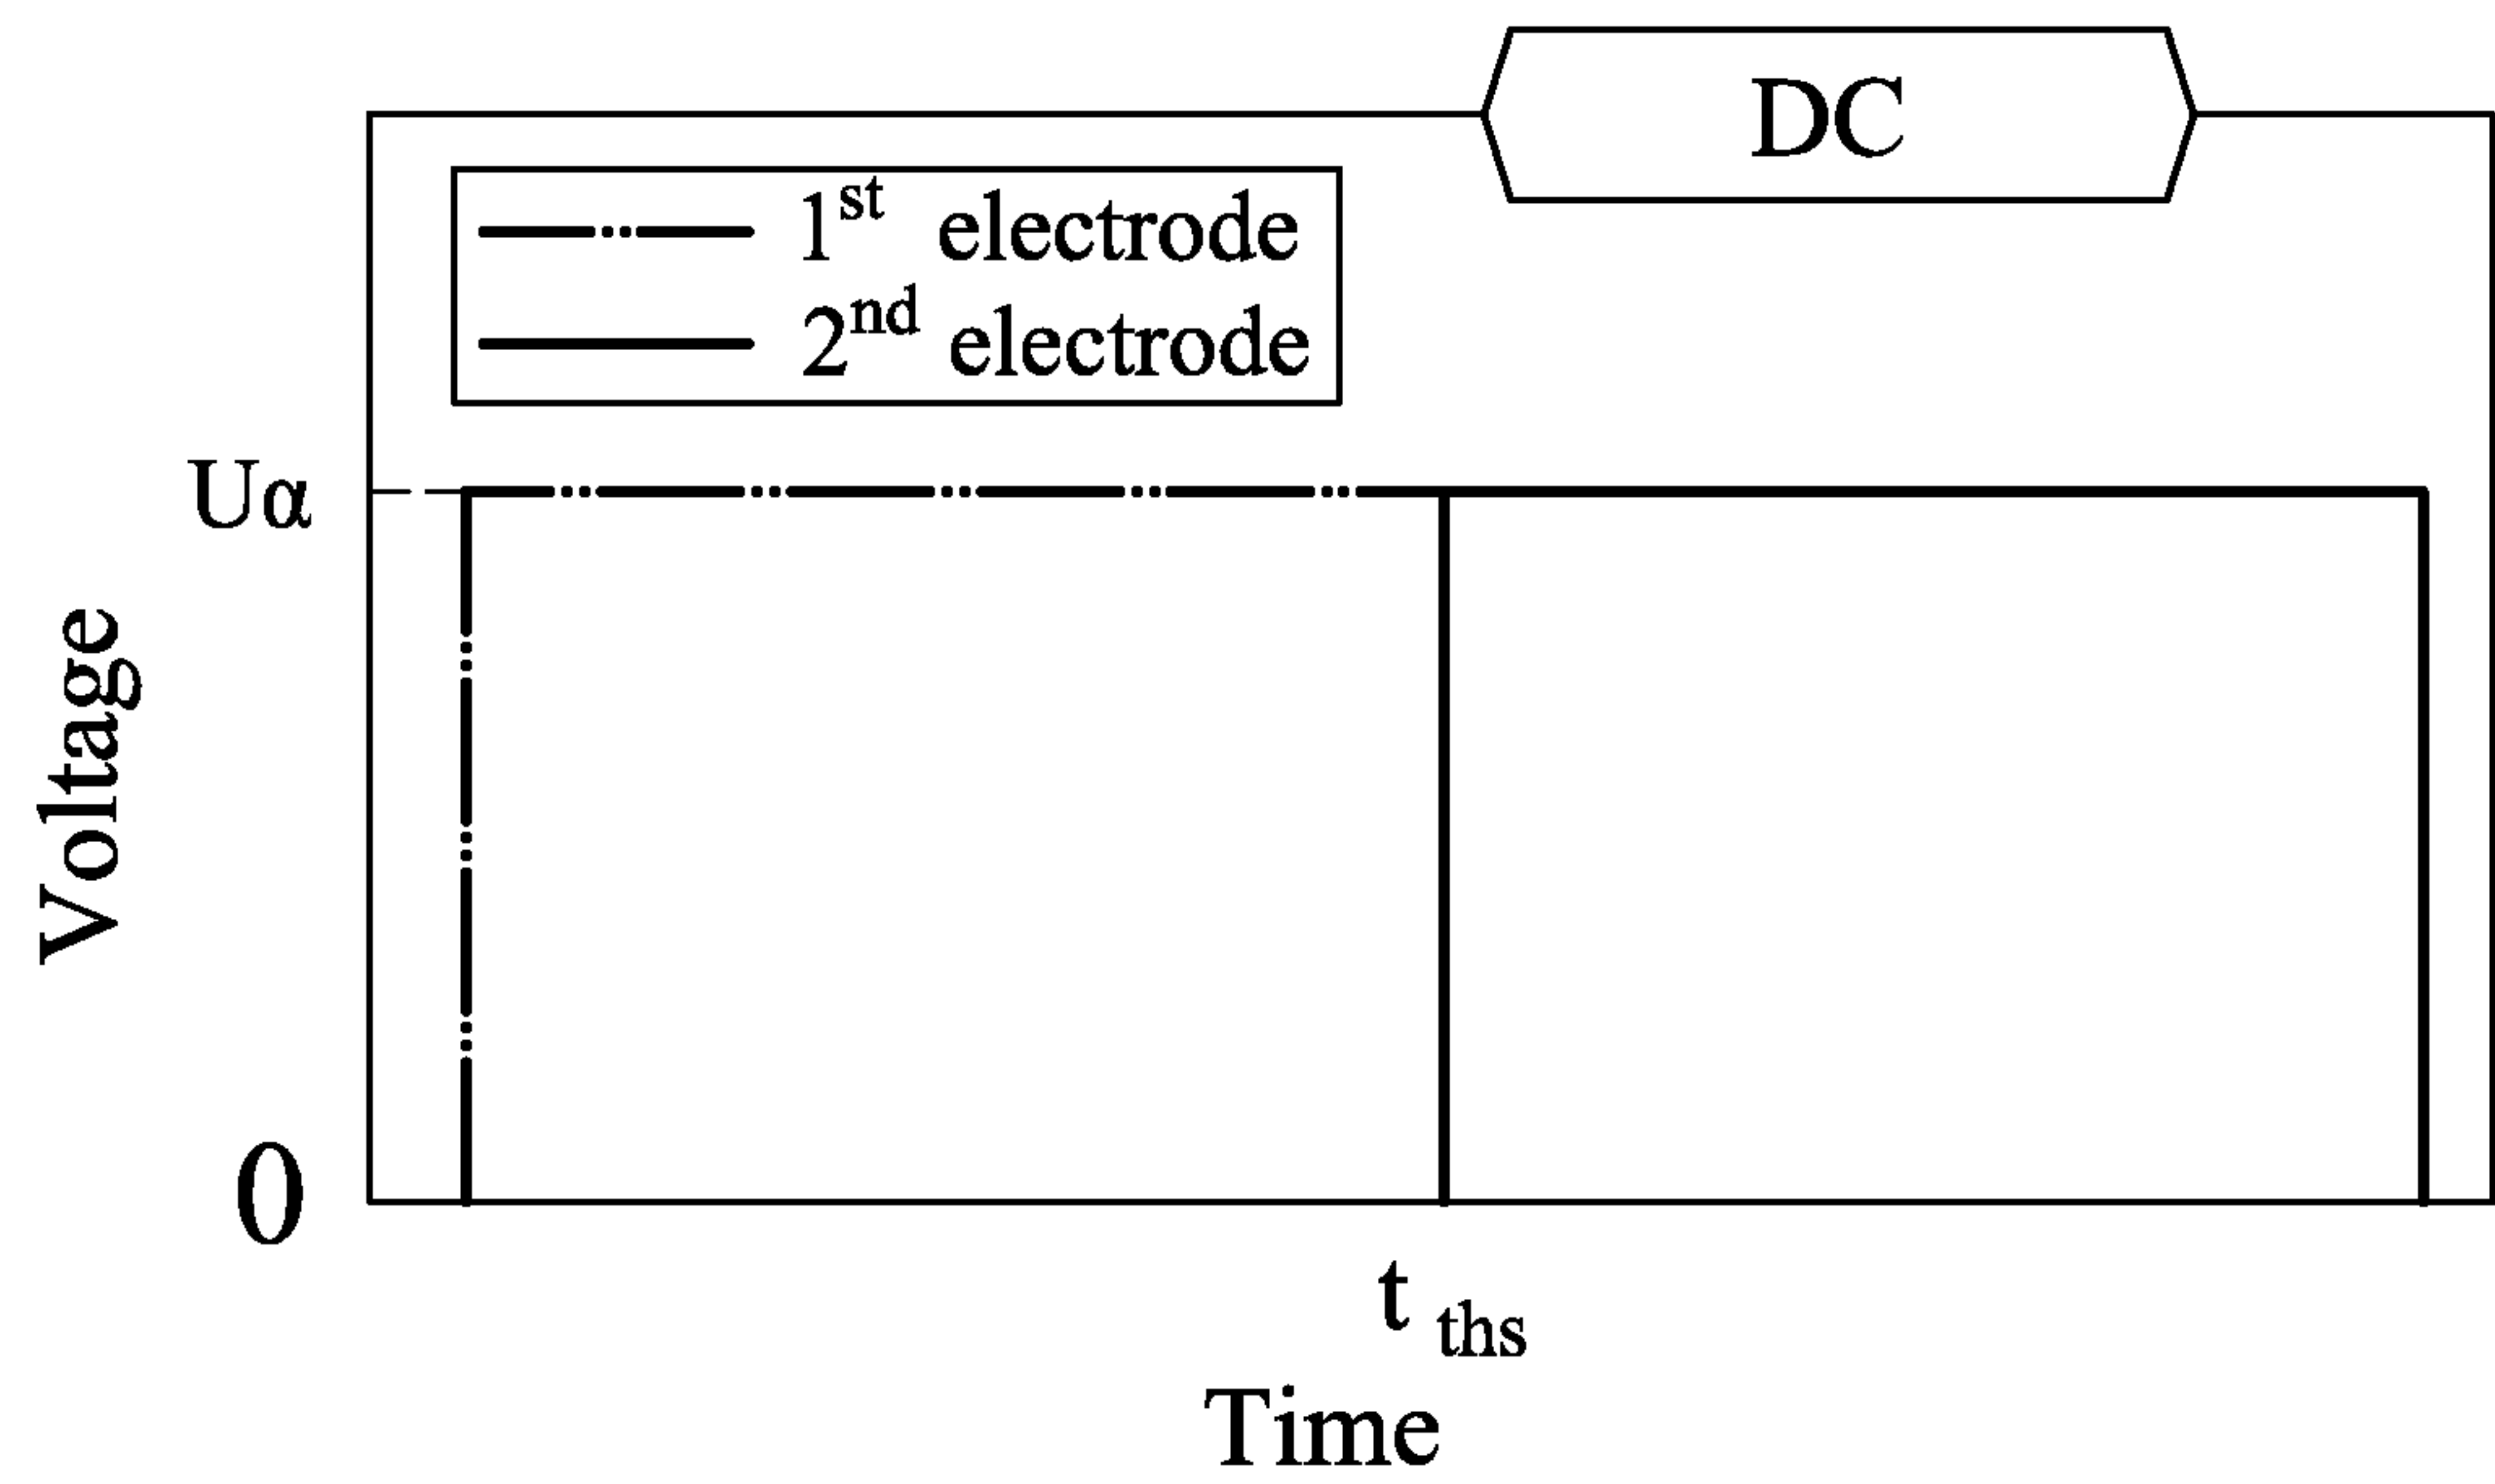 DC
1st electrode
2nd electrode
Uα
Voltage
0
t ths
Time